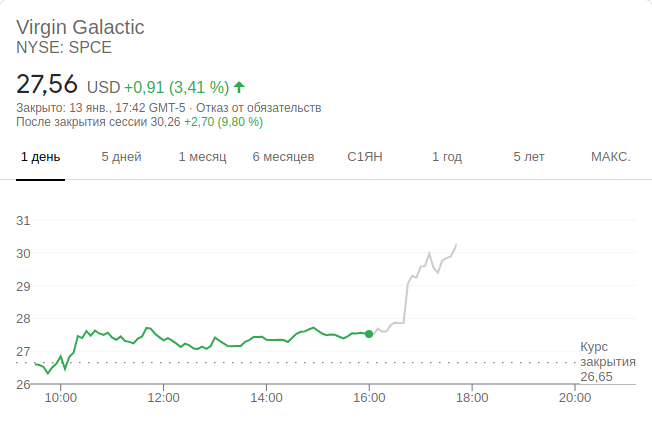 Virgin Galactic
NYSE: SPCE
27,56 USD +0,91 (3,41 %)
Закрыто: 13 янв., 17:42 GMT-5 · Отказ от обязательств
После закрытия сессии 30,26 +2,70 (9,80 %)
1 день 5 дней 1 месяц 6 месяцев С1ЯН 1 год 5 лет МАКС.
31
30
29
28
27
Курс
закрытия
26,65
26
10:00 12:00 14:00 16:00 18:00 20:00